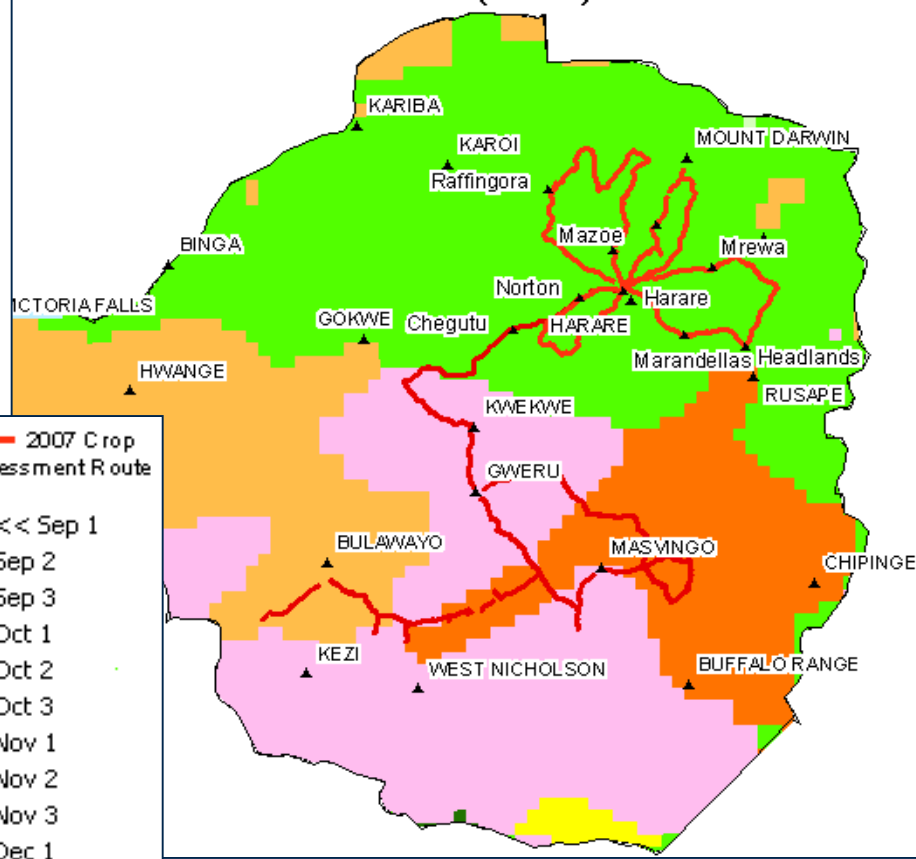 KARIBA
KAROI
MOUNT DARWIN
Raffingora
Mazoe
Mrewa
BINGA
Norton
Harare
ICTORIA FALLS
GOKWE
Chegutu
HARARE
Marandellas
Headlands
HWANGE
RUSAPE
KWEKWE
2007 Crop
essment Route
GWERU
<< Sep 1
BULAWAYO
MASVINGO
Sep 2
CHIPINGE
Sep 3
Oct 1
KEZI
WEST NICHOLSON
BUFFALO RANGE
Oct 2
Oct 3
Nov 1
Nov 2
Nov 3
Dec 1